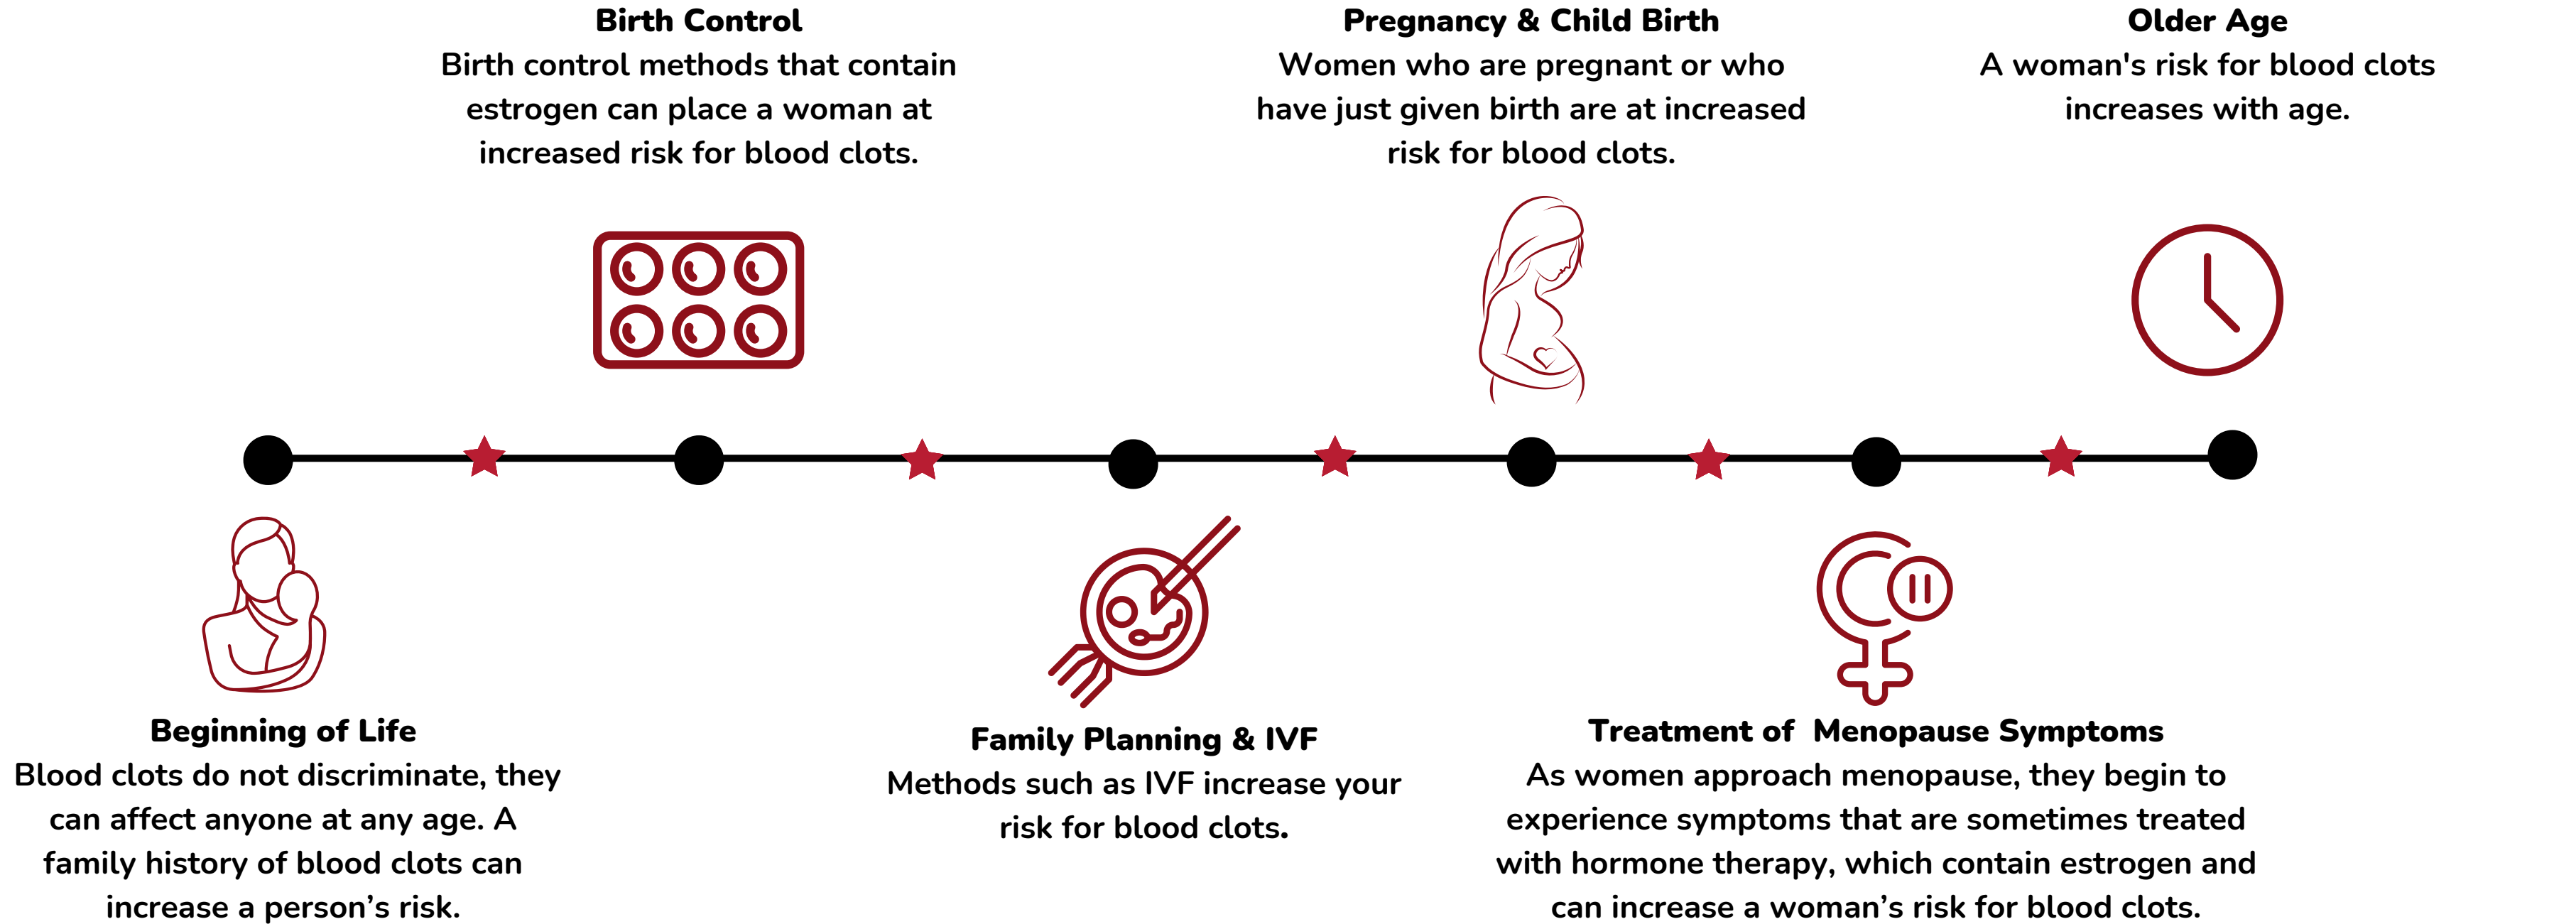 Birth Control
Birth control methods that contain
estrogen can place a woman at
increased risk for blood clots.
Pregnancy & Child Birth
Women who are pregnant or who
have just given birth are at increased
risk for blood clots.
Older Age
A woman's risk for blood clots
increases with age.
Beginning of Life
Blood clots do not discriminate, they
can affect anyone at any age. A
family history of blood clots can
increase a person’s risk.
Family Planning & IVF
Methods such as IVF increase your
risk for blood clots.
Treatment of  Menopause Symptoms
As women approach menopause, they begin to
experience symptoms that are sometimes treated
with hormone therapy, which contain estrogen and
can increase a woman’s risk for blood clots.